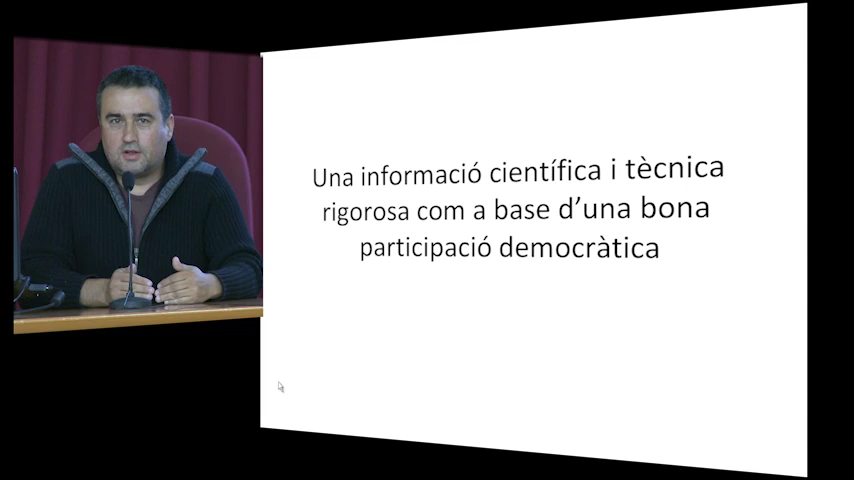 Una informació científica i tècnica
rigorosa com a base d’una bona
participació democràtica